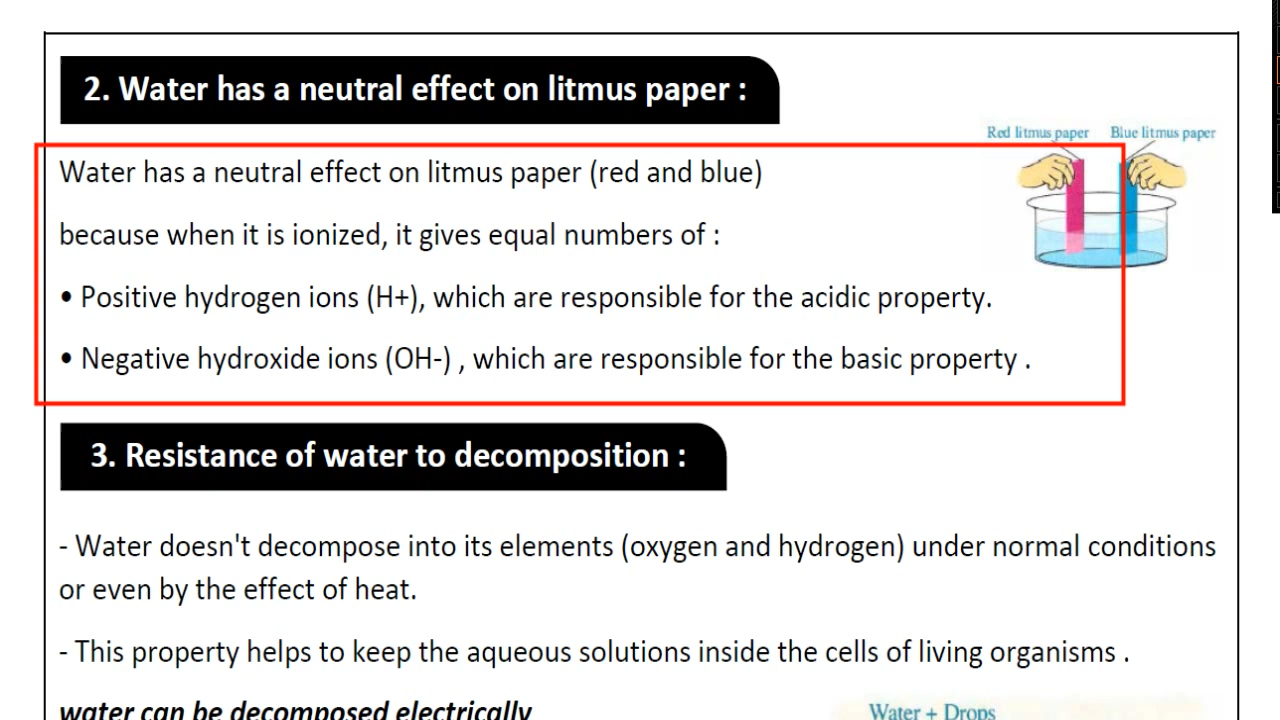 2. Water has a neutral effect on litmus paper :
Red litmus paper Blue litmus paper
Water has a neutral effect on litmus paper (red and blue)
because when it is ionized, it gives equal numbers of :
• Positive hydrogen ions (H+), which are responsible for the acidic property.
• Negative hydroxide ions (OH-) , which are responsible for the basic property .
3. Resistance of water to decomposition :
- Water doesn't decompose into its elements (oxygen and hydrogen) under normal conditions
or even by the effect of heat.
- This property helps to keep the aqueous solutions inside the cells of living organisms .
water can be decomposed electrically
Water + Drops